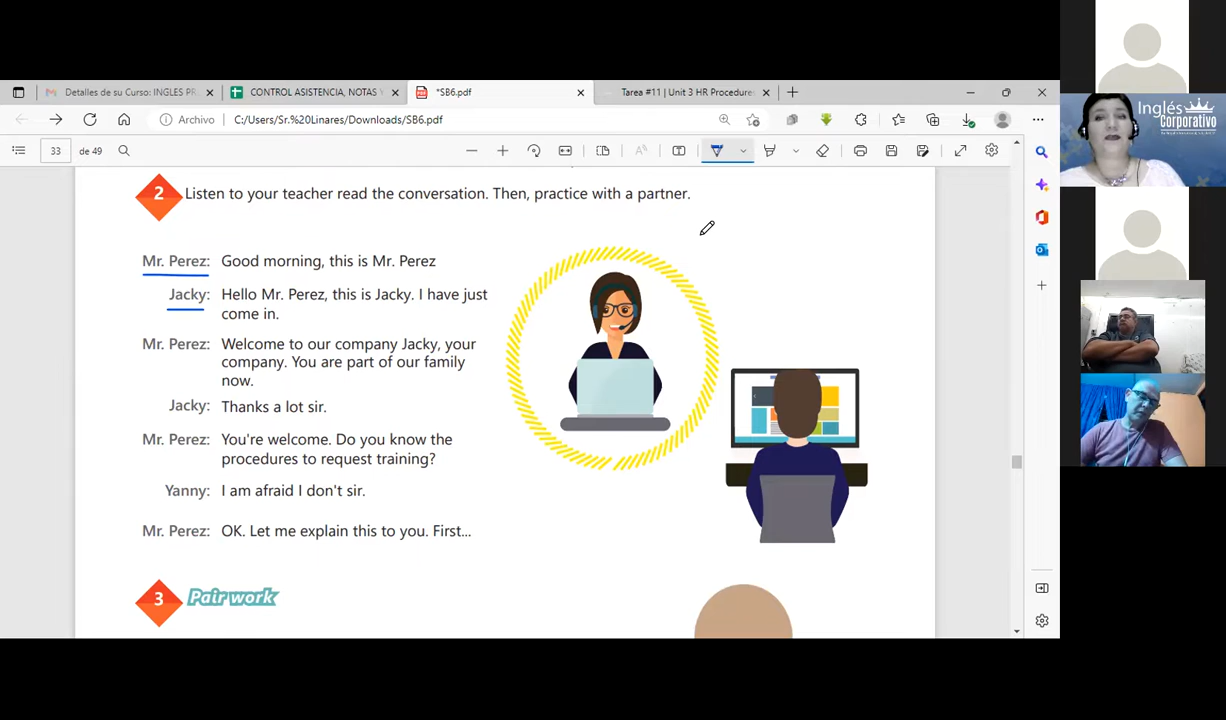 Detalles de su Curso: INGLES PR
CONTROL ASISTENCIA, NOTAS Y
*SB6.pdf
Tarea #11 | Unit 3 HR Procedures
Archivo
C:/Users/Sr.%20Linares/Downloads/SB6.pdf
33
de 49
2
Listen to your teacher read the conversation. Then, practice with a partner.
Mr. Perez: Good morning, this is Mr. Perez
Jacky: Hello Mr. Perez, this is Jacky. I have just
come in.
Mr. Perez: Welcome to our company Jacky, your
company. You are part of our family
now.
Jacky: Thanks a lot sir.
Mr. Perez: You're welcome. Do you know the
procedures to request training?
Yanny: I am afraid I don't sir.
Mr. Perez: OK. Let me explain this to you. First...
3
Pair work
Inglés
Corporativo